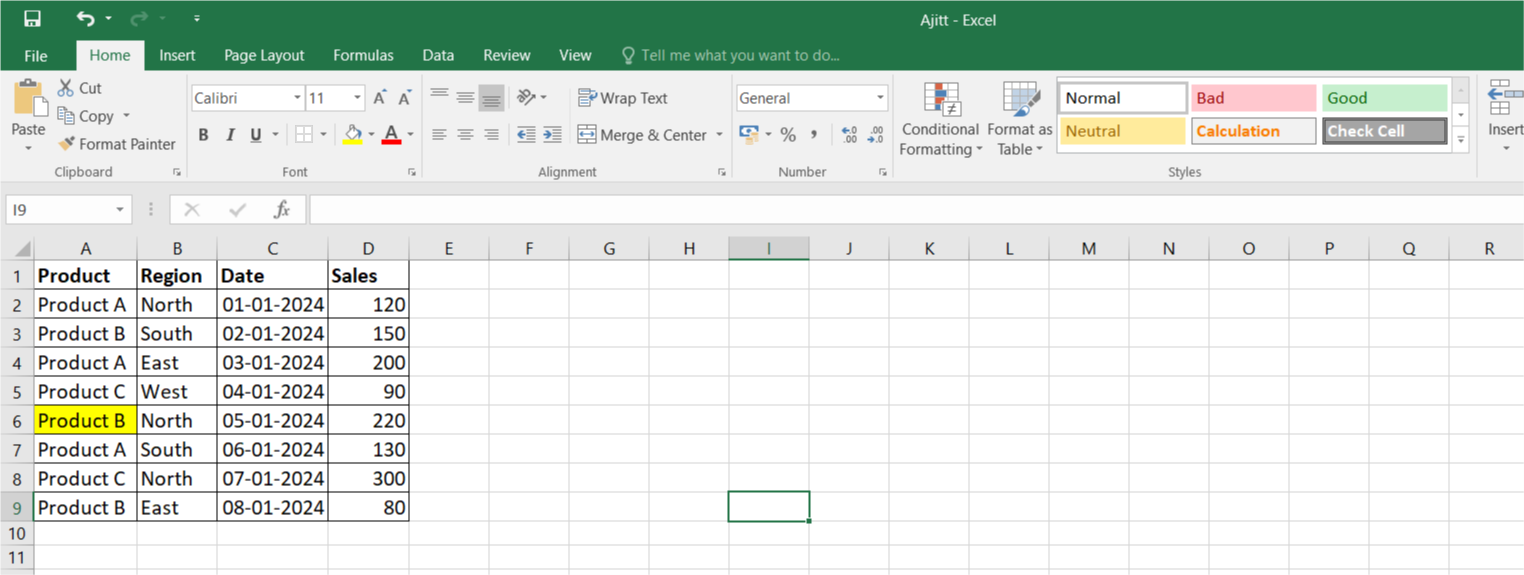 Ajitt - Excel
File Home Insert Page Layout Formulas Data Review View Tell me what you want to do...
Paste
Cut
Copy
Format Painter
Clipboard
Calibri 11
A A
B I U A
Font
Wrap Text
Merge & Center
Alignment
General
% , .0 .00 .00 .0
Number
Conditional Formatting
Format as Table
Normal Bad Good
Neutral Calculation Check Cell
Styles
Insert
I9 fx
A B C D E F G H I J K L M N O P Q R
1 Product Region Date Sales
2 Product A North 01-01-2024 120
3 Product B South 02-01-2024 150
4 Product A East 03-01-2024 200
5 Product C West 04-01-2024 90
6 Product B North 05-01-2024 220
7 Product A South 06-01-2024 130
8 Product C North 07-01-2024 300
9 Product B East 08-01-2024 80
10
11